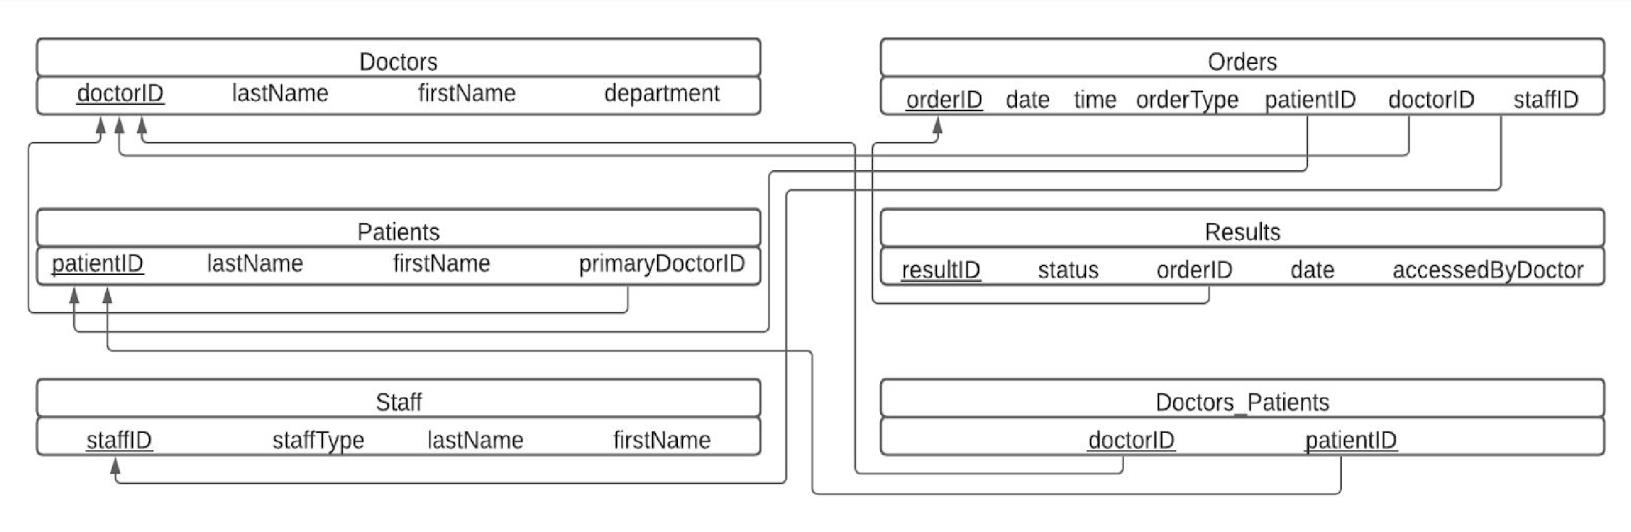 Doctors
doctorID lastName firstName department
Orders
orderID date time orderType patientID doctorID staffID
Patients
patientID lastName firstName primaryDoctorID
Results
resultID status orderID date accessedByDoctor
Staff
staffID staffType lastName firstName
Doctors_Patients
doctorID patientID